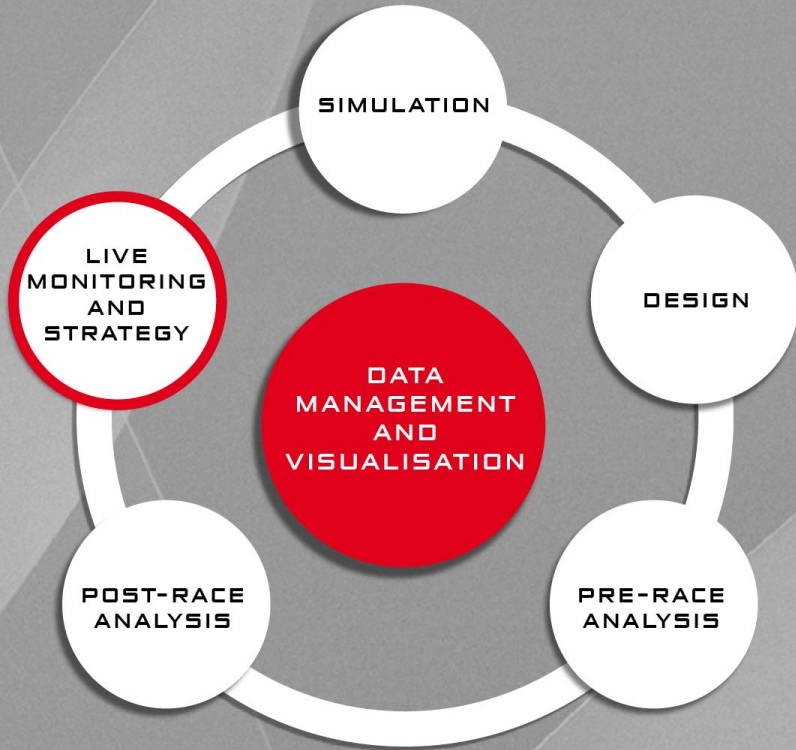 SIMULATION
LIVE
MONITORING
AND
STRATEGY
DESIGN
DATA
MANAGEMENT
AND
VISUALISATION
POST-RACE
ANALYSIS
PRE-RACE
ANALYSIS